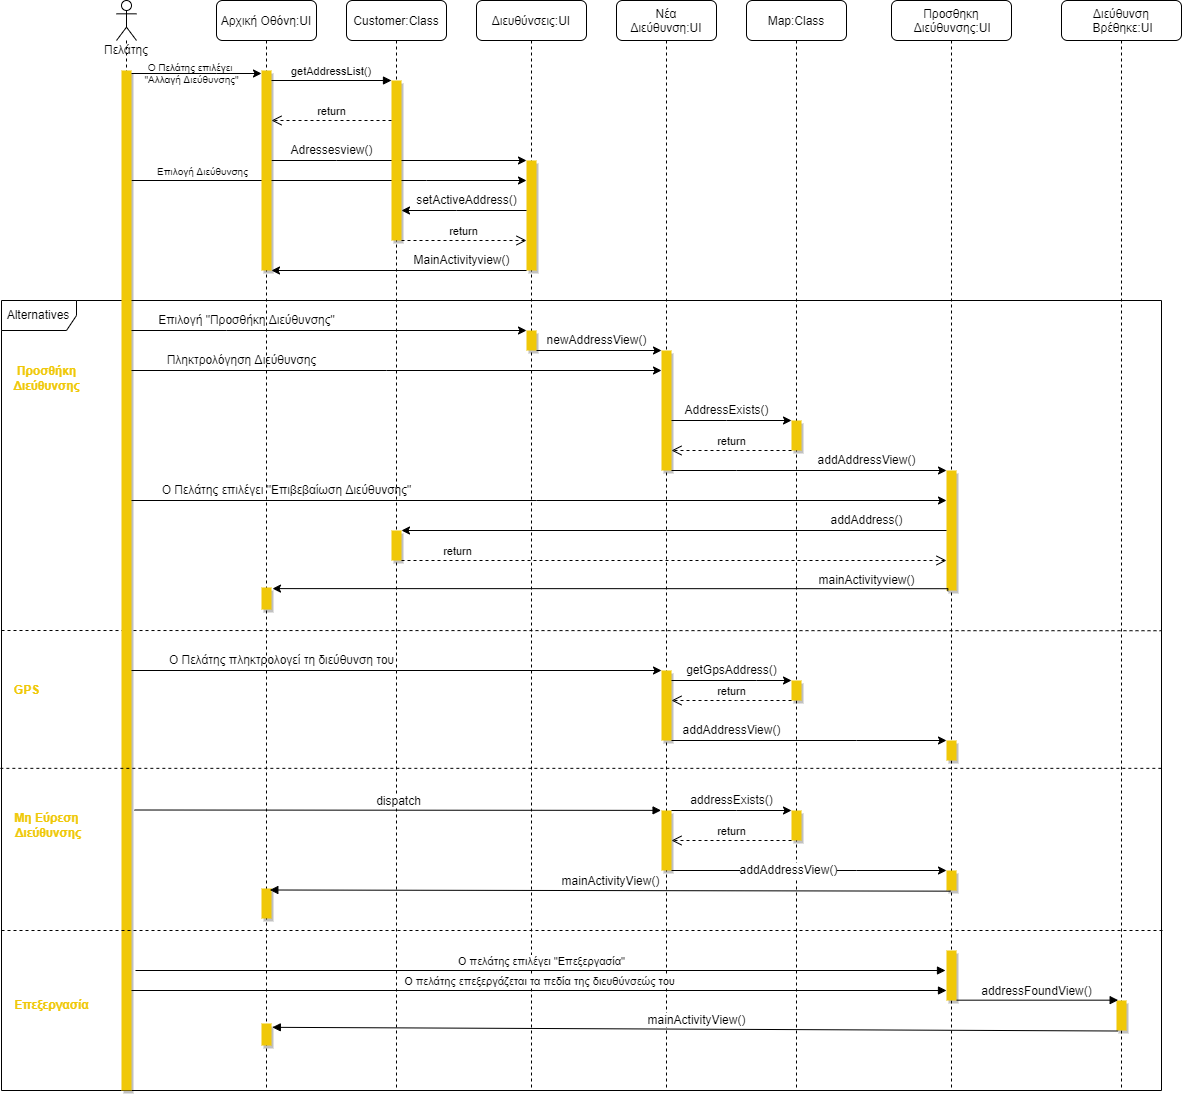 Πελάτης
Αρχική Οθόνη:UI
Customer:Class
Διευθύνσεις:UI
Νέα
Διεύθυνση:UI
Map:Class
Προσθηκη
Διεύθυνσης:UI
Διεύθυνση
Βρέθηκε:UI
Ο Πελάτης επιλέγει
"Αλλαγή Διεύθυνσης"
getAddressList()
return
Adressesview()
Επιλογή Διεύθυνσης
setActiveAddress()
return
MainActivityview()
Alternatives
Επιλογή "Προσθήκη Διεύθυνσης"
newAddressView()
Προσθήκη
Διεύθυνσης
Πληκτρολόγηση Διεύθυνσης
AddressExists()
return
addAddressView()
Ο Πελάτης επιλέγει "Επιβεβαίωση Διεύθυνσης"
addAddress()
return
mainActivityview()
GPS
Ο Πελάτης πληκτρολογεί τη διεύθυνση του
getGpsAddress()
return
addAddressView()
Μη Εύρεση
Διεύθυνσης
dispatch
addressExists()
return
addAddressView()
mainActivityView()
Επεξεργασία
Ο πελάτης επιλέγει "Επεξεργασία"
Ο πελάτης επεξεργάζεται τα πεδία της διευθύνσεώς του
addressFoundView()
mainActivityView()